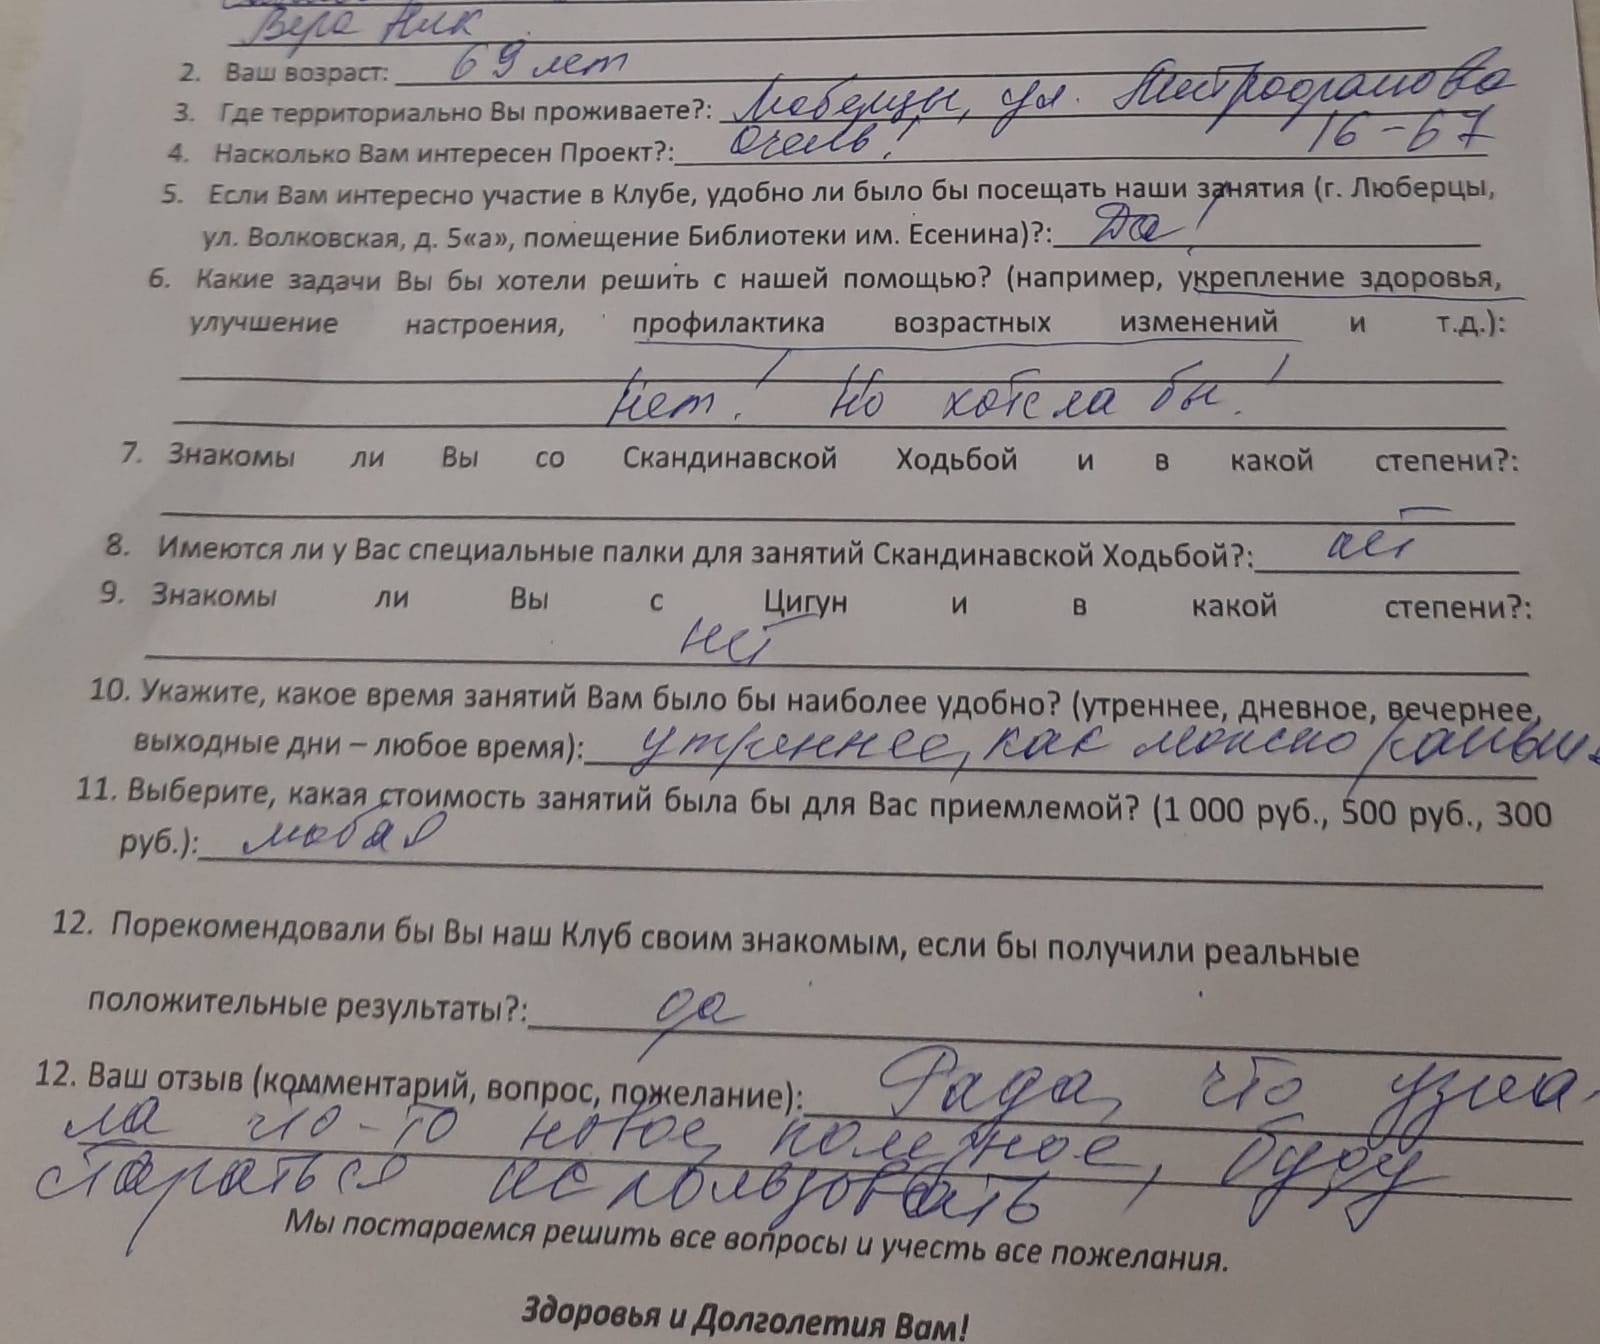 Вера Ник
2. Ваш возраст: 69 лет
3. Где территориально Вы проживаете?: Люберцы, ул. Митрофанова
16-67
4. Насколько Вам интересен Проект?: Очень!
5. Если Вам интересно участие в Клубе, удобно ли было бы посещать наши занятия (г. Люберцы,
ул. Волковская, д. 5«а», помещение Библиотеки им. Есенина)?: Да!
6. Какие задачи Вы бы хотели решить с нашей помощью? (например, укрепление здоровья,
улучшение настроения, профилактика возрастных изменений и т.д.):
Нет! Но хотела бы!
7. Знакомы ли Вы со Скандинавской Ходьбой и в какой степени?:
8. Имеются ли у Вас специальные палки для занятий Скандинавской Ходьбой?: нет
9. Знакомы ли Вы с Цигун и в какой степени?:
нет
10. Укажите, какое время занятий Вам было бы наиболее удобно? (утреннее, дневное, вечернее,
выходные дни – любое время): утреннее, как можно раньше
11. Выберите, какая стоимость занятий была бы для Вас приемлемой? (1 000 руб., 500 руб., 300
руб.): любая
12. Порекомендовали бы Вы наш Клуб своим знакомым, если бы получили реальные
положительные результаты?: да
12. Ваш отзыв (комментарий, вопрос, пожелание): Рада, что узна-
ла что-то новое, полезное, буду
стараться использовать
Мы постараемся решить все вопросы и учесть все пожелания.
Здоровья и Долголетия Вам!